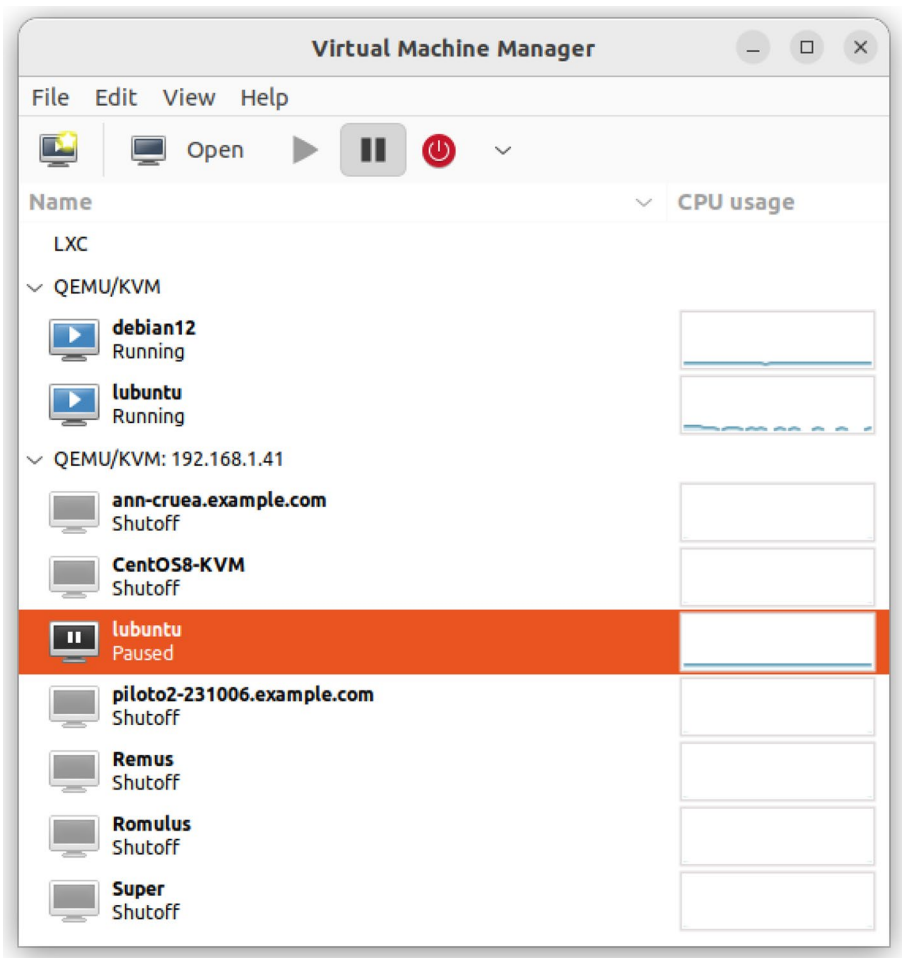 Virtual Machine Manager
File Edit View Help
Open
Name CPU usage
LXC
QEMU/KVM
debian12
Running
lubuntu
Running
QEMU/KVM: 192.168.1.41
ann-cruea.example.com
Shutoff
CentOS8-KVM
Shutoff
lubuntu
Paused
piloto2-231006.example.com
Shutoff
Remus
Shutoff
Romulus
Shutoff
Super
Shutoff